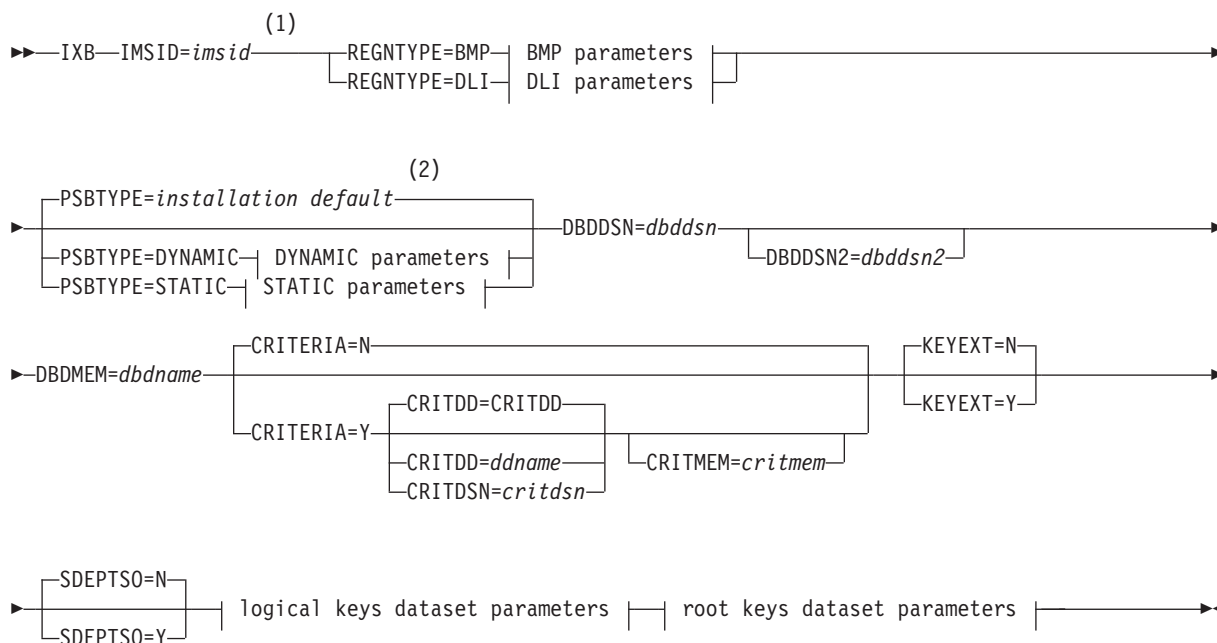 (1)
IXB IMSID=imsid REGNTYPE=BMP BMP parameters
REGNTYPE=DLI DLI parameters
(2)
PSBTYPE=installation default
DBDDSN=dbddsn
PSBTYPE=DYNAMIC DYNAMIC parameters DBDDSN2=dbddsn2
PSBTYPE=STATIC STATIC parameters
CRITERIA=N KEYEXT=N
DBDMEM=dbdname
CRITDD=CRITDD KEYEXT=Y
CRITERIA=Y
CRITDD=ddname CRITMEM=critmem
CRITDSN=critdsn
SDEPTSO=N
logical keys dataset parameters root keys dataset parameters
SDEPTSO=Y